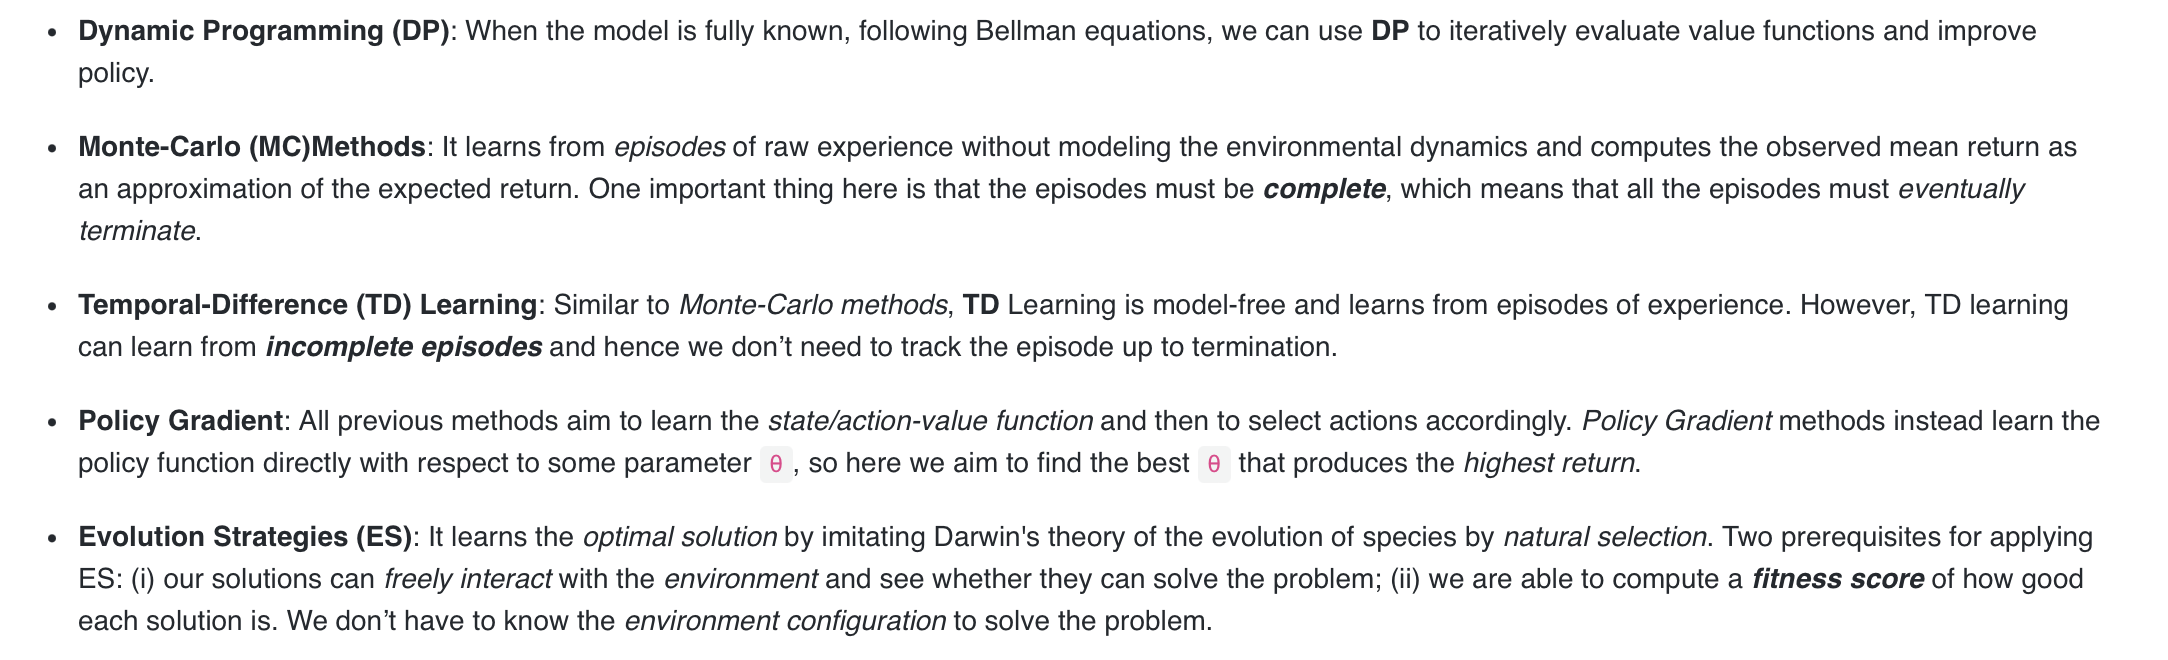 • Dynamic Programming (DP): When the model is fully known, following Bellman equations, we can use DP to iteratively evaluate value functions and improve
policy.
• Monte-Carlo (MC)Methods: It learns from episodes of raw experience without modeling the environmental dynamics and computes the observed mean return as
an approximation of the expected return. One important thing here is that the episodes must be complete, which means that all the episodes must eventually
terminate.
• Temporal-Difference (TD) Learning: Similar to Monte-Carlo methods, TD Learning is model-free and learns from episodes of experience. However, TD learning
can learn from incomplete episodes and hence we don’t need to track the episode up to termination.
• Policy Gradient: All previous methods aim to learn the state/action-value function and then to select actions accordingly. Policy Gradient methods instead learn the
policy function directly with respect to some parameter θ, so here we aim to find the best θ that produces the highest return.
• Evolution Strategies (ES): It learns the optimal solution by imitating Darwin's theory of the evolution of species by natural selection. Two prerequisites for applying
ES: (i) our solutions can freely interact with the environment and see whether they can solve the problem; (ii) we are able to compute a fitness score of how good
each solution is. We don’t have to know the environment configuration to solve the problem.